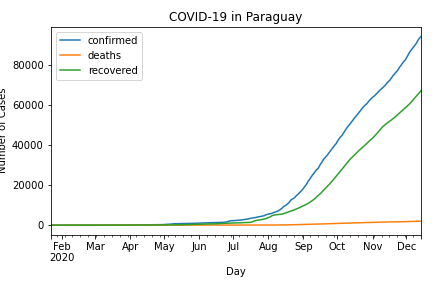 COVID-19 in Paraguay
confirmed
deaths
recovered
Number of Cases
80000
60000
40000
20000
0
Feb Mar Apr May Jun Jul Aug Sep Oct Nov Dec
2020
Day